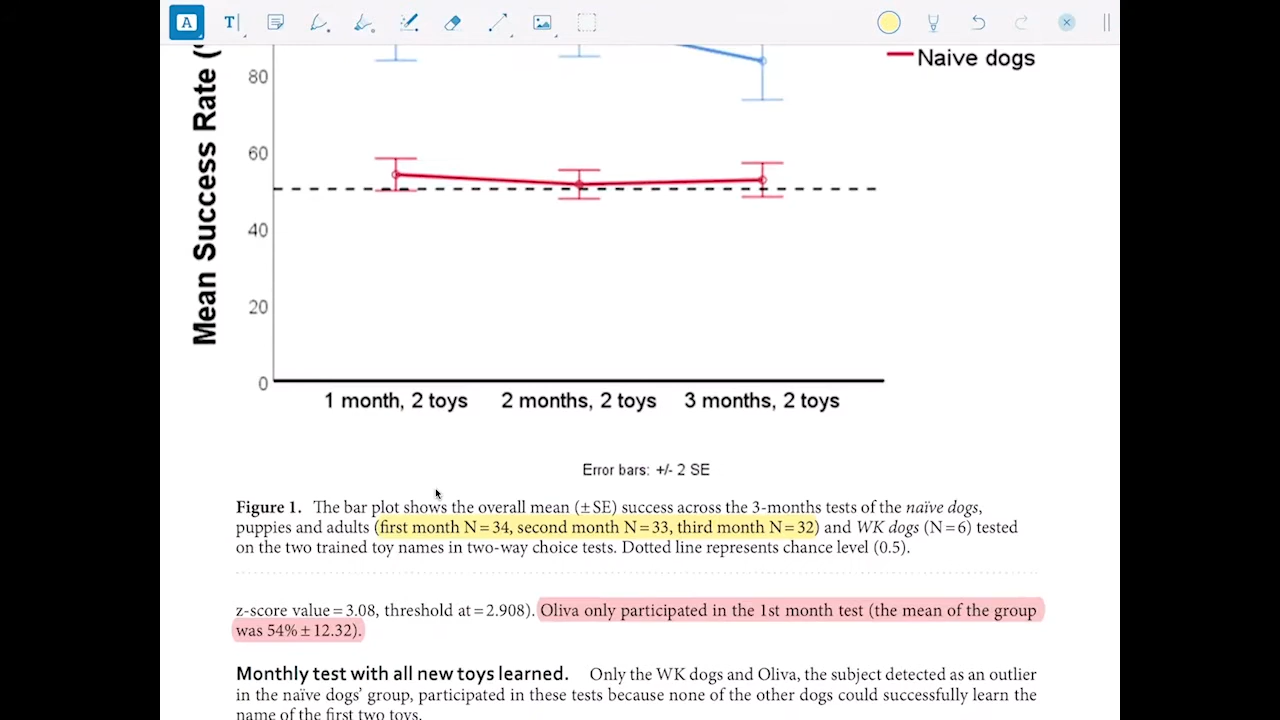 A
T
Mean Success Rate (
80
60
40
20
0
Naive dogs
1 month, 2 toys 2 months, 2 toys 3 months, 2 toys
Error bars: +/- 2 SE
Figure 1. The bar plot shows the overall mean (±SE) success across the 3-months tests of the naïve dogs,
puppies and adults (first month N=34, second month N=33, third month N=32) and WK dogs (N=6) tested
on the two trained toy names in two-way choice tests. Dotted line represents chance level (0.5).
z-score value=3.08, threshold at=2.908). Oliva only participated in the 1st month test (the mean of the group
was 54%±12.32).
Monthly test with all new toys learned. Only the WK dogs and Oliva, the subject detected as an outlier
in the naïve dogs’ group, participated in these tests because none of the other dogs could successfully learn the
name of the first two toys.